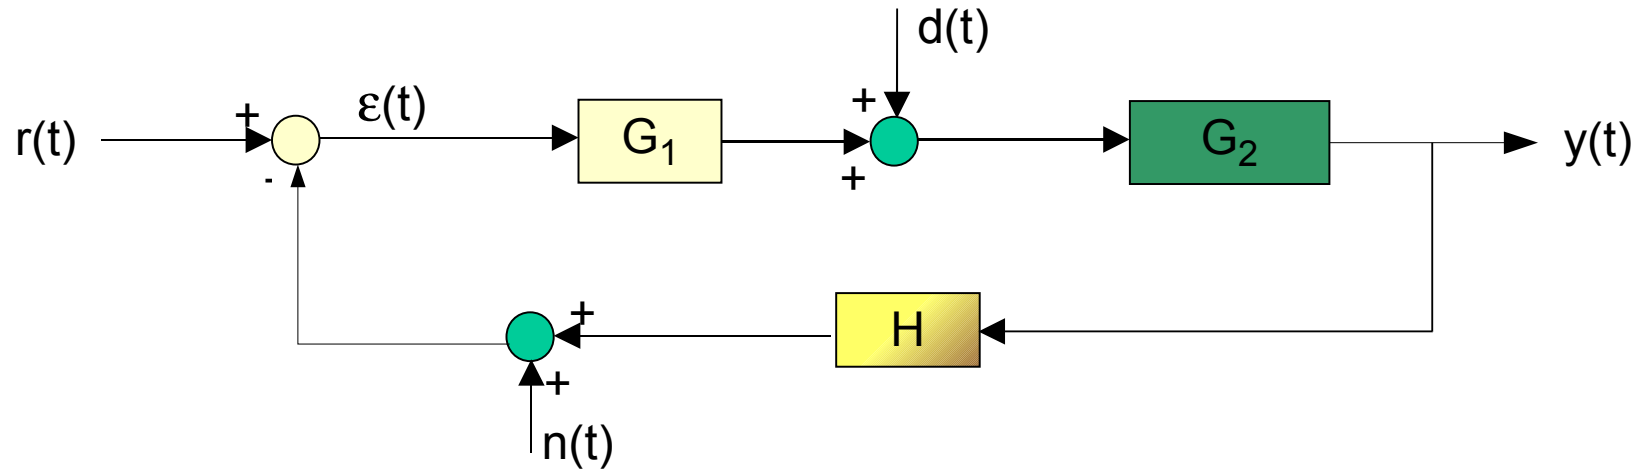 d(t)
r(t)
+
-
ε(t)
G₁
+
+
G₂
y(t)
+
+
H
n(t)